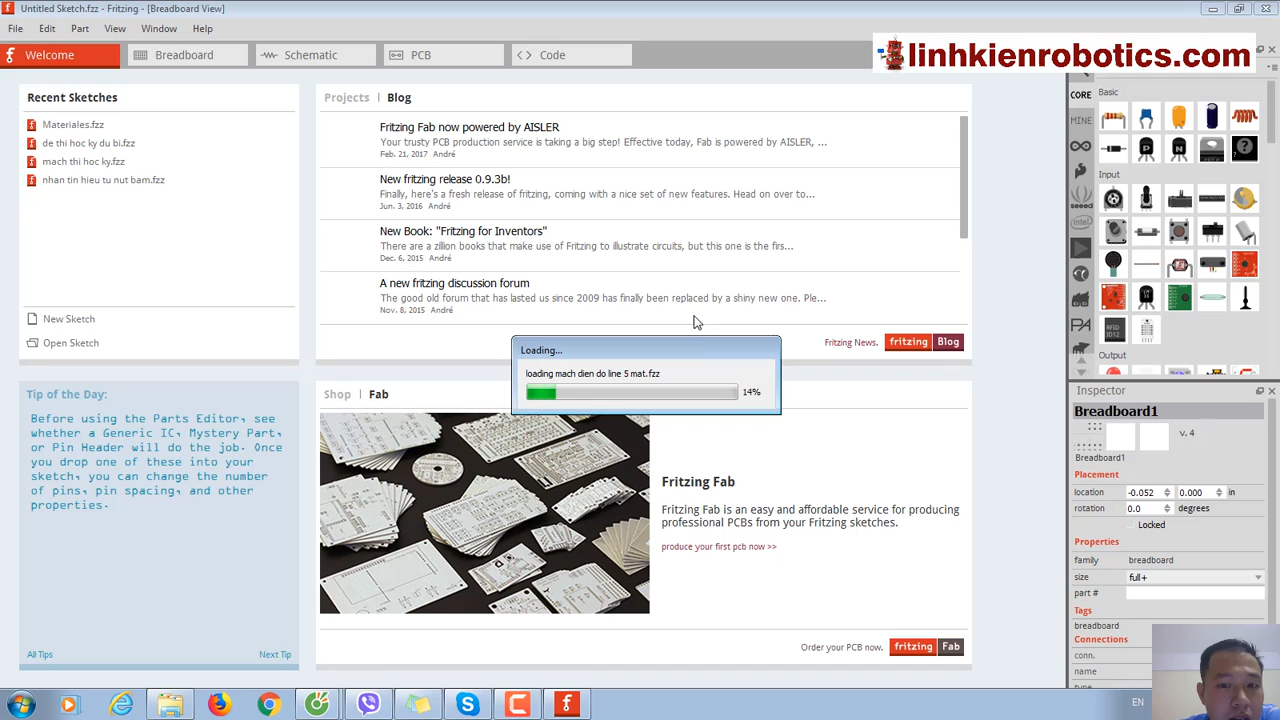 Untitled Sketch.fzz - Fritzing - [Breadboard View]
File Edit Part View Window Help
Welcome Breadboard Schematic PCB Code
linhkienrobotics.com
Recent Sketches
Materiales.fzz
de thi hoc ky du bi.fzz
mach thi hoc ky.fzz
nhan tin hieu tu nut bam.fzz
New Sketch
Open Sketch
Projects | Blog
Fritzing Fab now powered by AISLER
Your trusty PCB production service is taking a big step! Effective today, Fab is powered by AISLER, ...
Feb. 21, 2017 André
New fritzing release 0.9.3b!
Finally, here's a fresh release of fritzing, coming with a nice set of new features. Head on over to...
Jun. 3, 2016 André
New Book: "Fritzing for Inventors"
There are a zillion books that make use of Fritzing to illustrate circuits, but this one is the firs...
Dec. 6, 2015 André
A new fritzing discussion forum
The good old forum that has lasted us since 2009 has finally been replaced by a shiny new one. Ple...
Nov. 8, 2015 André
Fritzing News. fritzing Blog
Loading...
loading mach dien do line 5 mat.fzz
14%
Tip of the Day:
Before using the Parts Editor, see
whether a Generic IC, Mystery Part,
or Pin Header will do the job. Once
you drop one of these into your
sketch, you can change the number
of pins, pin spacing, and other
properties.
All Tips Next Tip
Shop | Fab
Fritzing Fab
Fritzing Fab is an easy and affordable service for producing
professional PCBs from your Fritzing sketches.
produce your first pcb now >>
Order your PCB now. fritzing Fab
CORE
MINE
seeed
intel
PA
Basic
Input
RFID
ID12
Output
Inspector
Breadboard1
v. 4
Breadboard1
Placement
location -0.052 0.000 in
rotation 0.0 degrees
Locked
Properties
family breadboard
size full+
part #
Tags
breadboard
Connections
conn.
name
type
EN